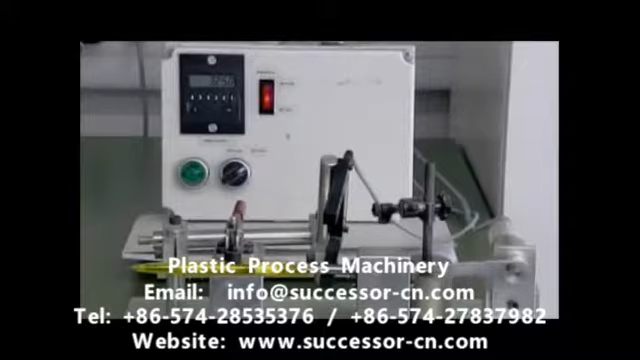 Plastic Process Machinery
Email: info@successor-cn.com
Tel: +86-574-28535376 / +86-574-27837982
Website: www.successor-cn.com